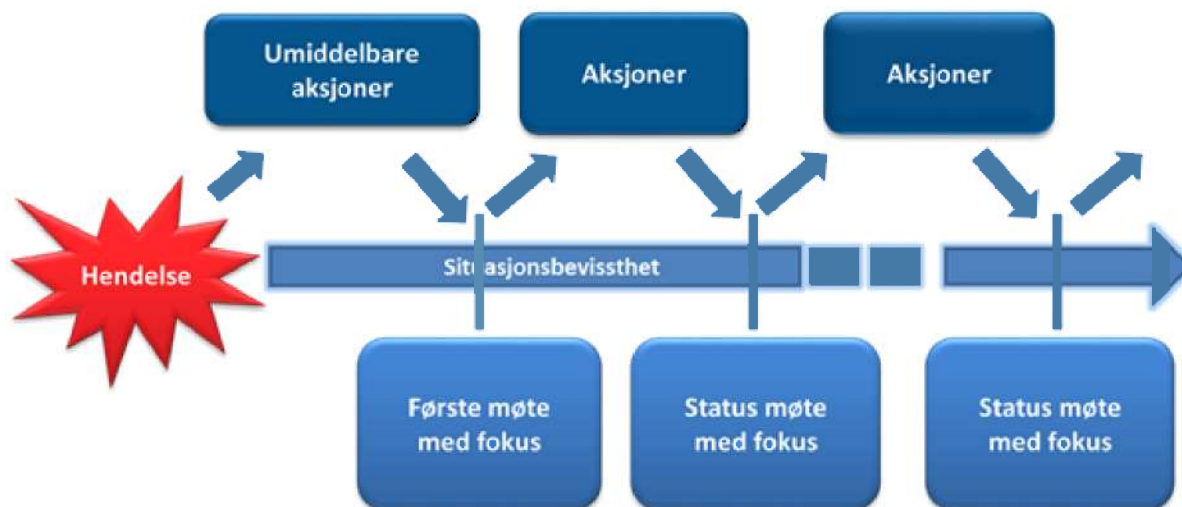 Umiddelbare
aksjoner
Aksjoner
Aksjoner
Hendelse
Situasjonsbevissthet
Første møte
med fokus
Status møte
med fokus
Status møte
med fokus